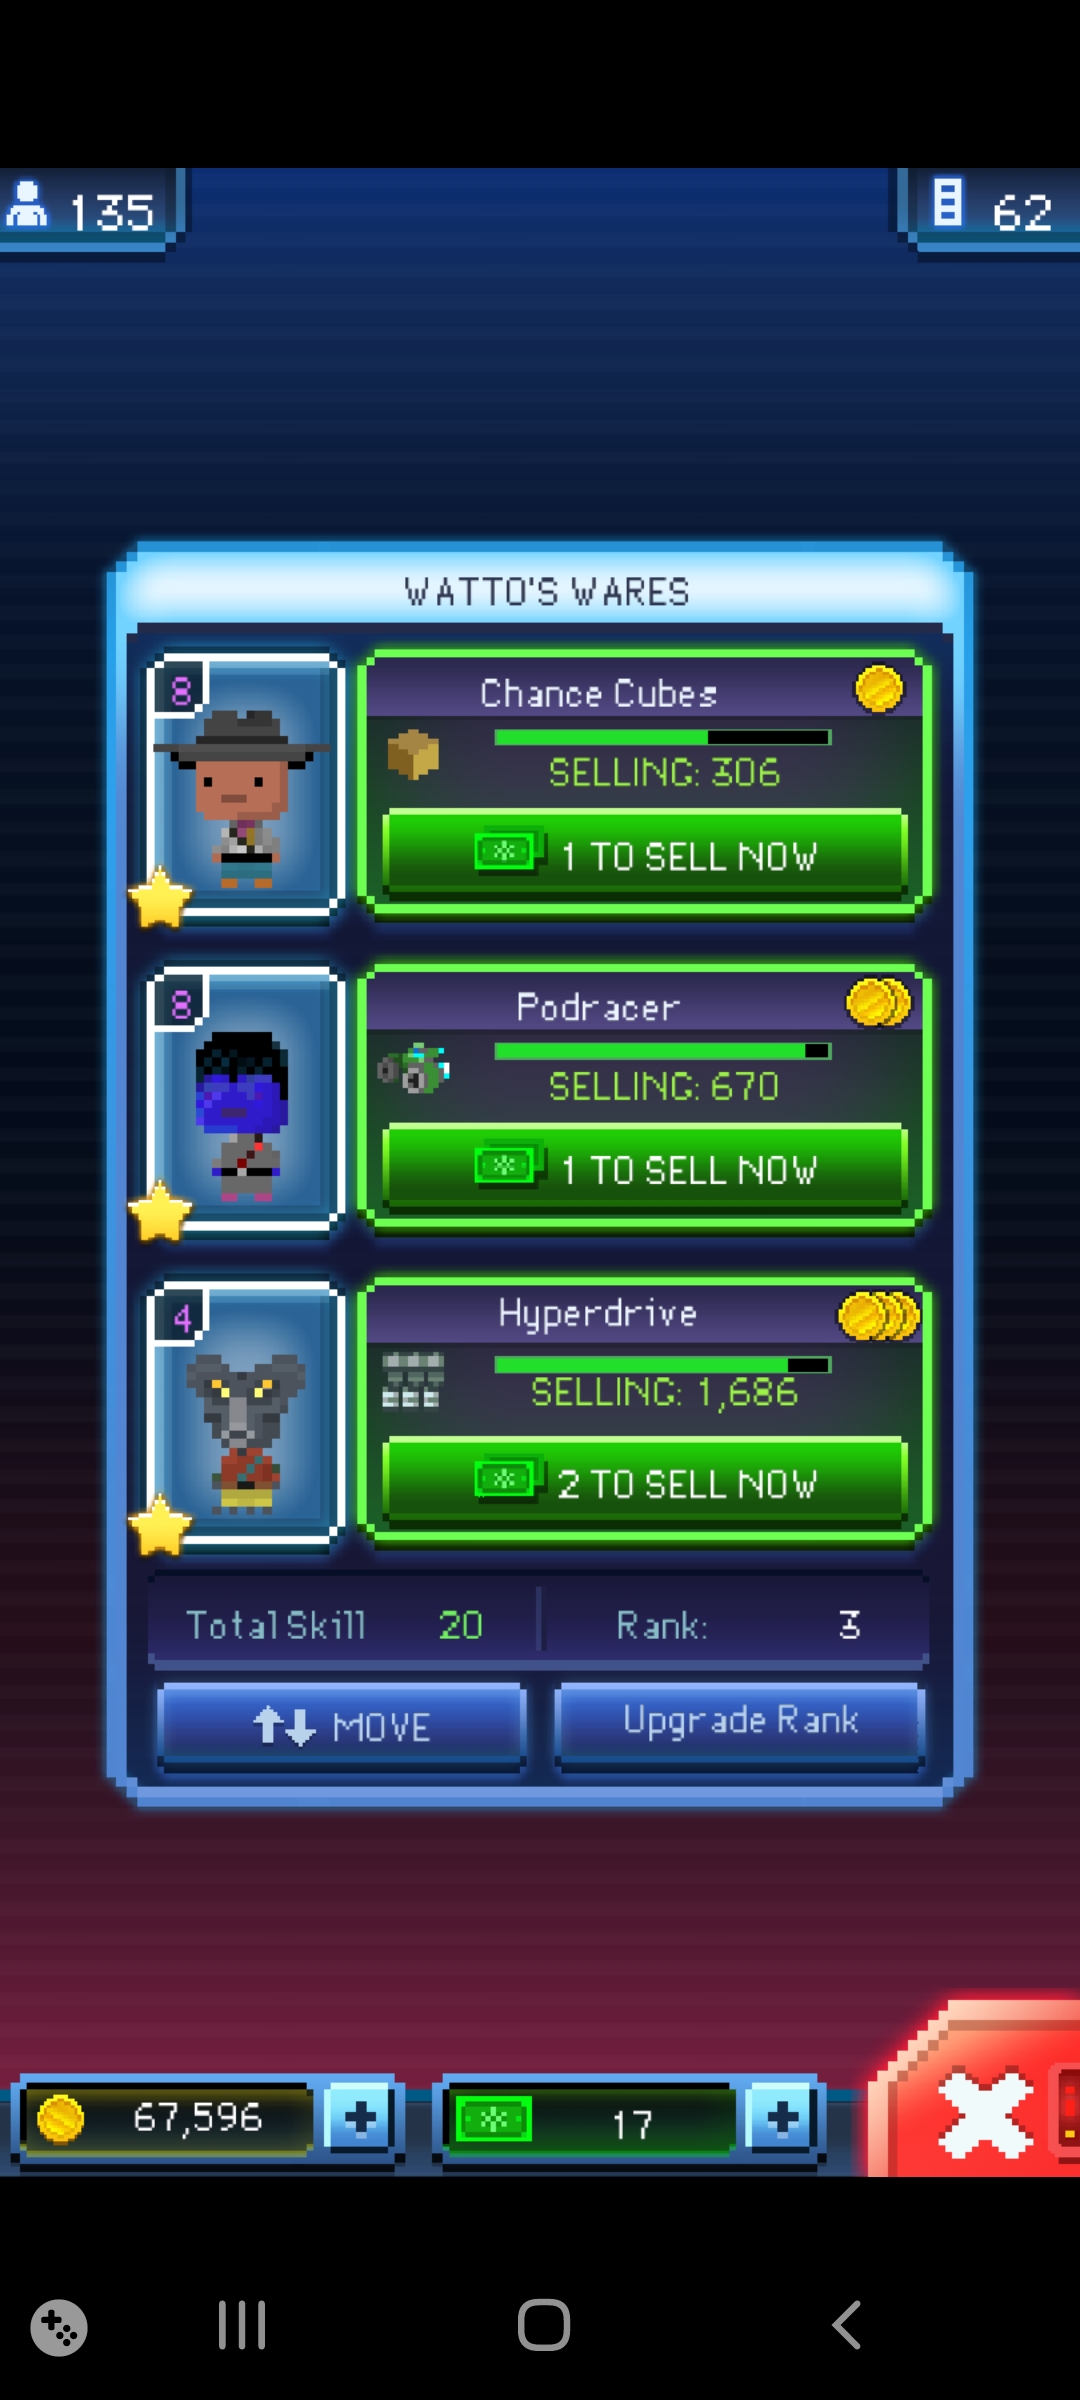 135
62
WATTO'S WARES
8
Chance Cubes
SELLING: 306
1 TO SELL NOW
8
Podracer
SELLING: 670
1 TO SELL NOW
4
Hyperdrive
SELLING: 1,686
2 TO SELL NOW
Total Skill 20 Rank: 3
MOVE Upgrade Rank
67,596 17